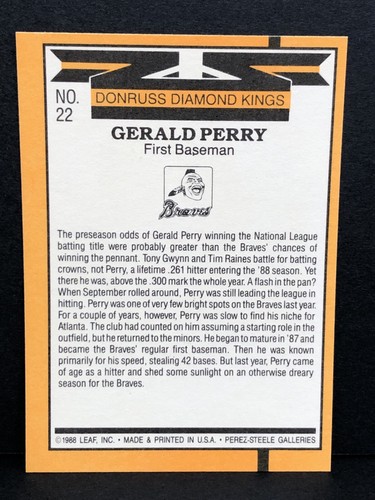 DONRUSS DIAMOND KINGS
NO.
22
GERALD PERRY
First Baseman
Braves
The preseason odds of Gerald Perry winning the National League
batting title were probably greater than the Braves' chances of
winning the pennant. Tony Gwynn and Tim Raines battle for batting
crowns, not Perry, a lifetime .261 hitter entering the '88 season. Yet
there he was, above the .300 mark the whole year. A flash in the pan?
When September rolled around, Perry was still leading the league in
hitting. Perry was one of very few bright spots on the Braves last year.
For a couple of years, however, Perry was slow to find his niche for
Atlanta. The club had counted on him assuming a starting role in the
outfield, but he returned to the minors. He began to mature in '87 and
became the Braves' regular first baseman. Then he was known
primarily for his speed, stealing 42 bases. But last year, Perry came
of age as a hitter and shed some sunlight on an otherwise dreary
season for the Braves.
©1988 LEAF, INC. • MADE & PRINTED IN U.S.A. • PEREZ-STEELE GALLERIES